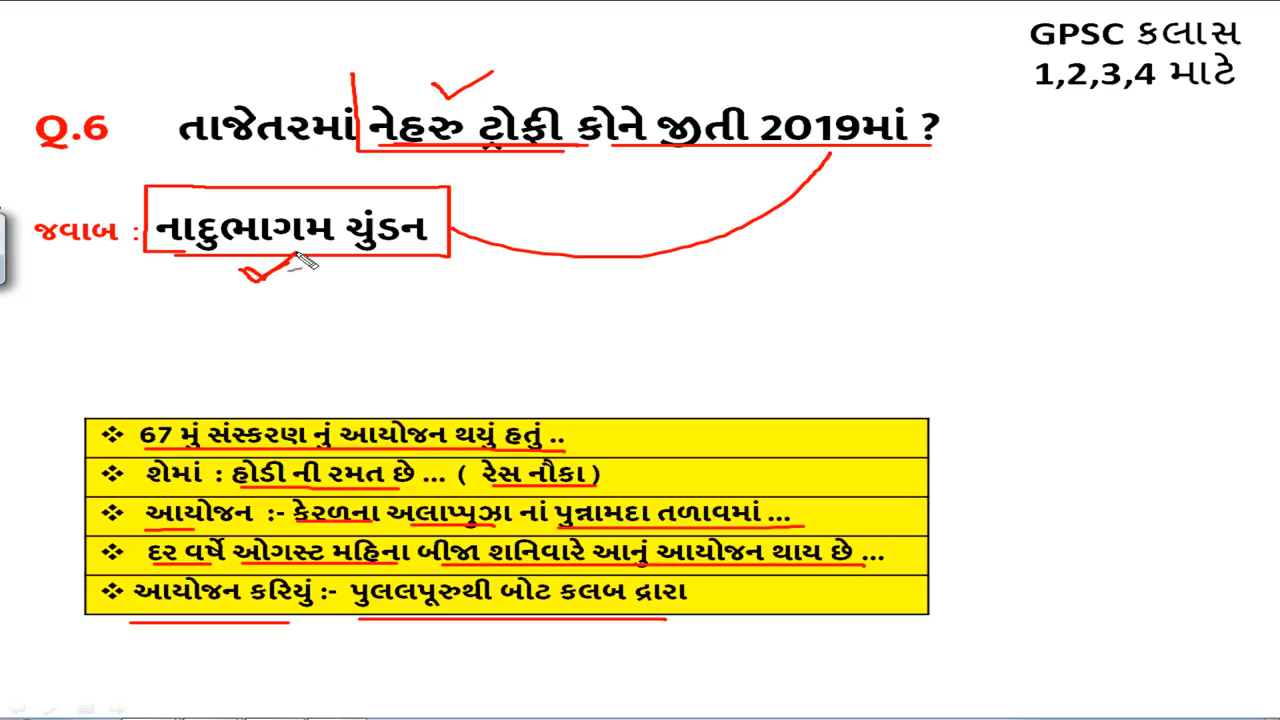 GPSC કલાસ
1,2,3,4 માટે
Q.6 તાજેતરમાં નેહરુ ટ્રોફી કોને જીતી 2019માં ?
જવાબ : નાદુભાગમ ચુંડન
❖ 67 મું સંસ્કરણ નું આયોજન થયું હતું ..
❖ શેમાં : હોડી ની રમત છે ... ( રેસ નૌકા )
❖ આયોજન :- કેરળના અલાપ્પુઝા નાં પુન્નામદા તળાવમાં ...
❖ દર વર્ષે ઓગસ્ટ મહિના બીજા શનિવારે આનું આયોજન થાય છે ...
❖ આયોજન કરિયું :- પુલલપૂરુથી બોટ કલબ દ્રારા